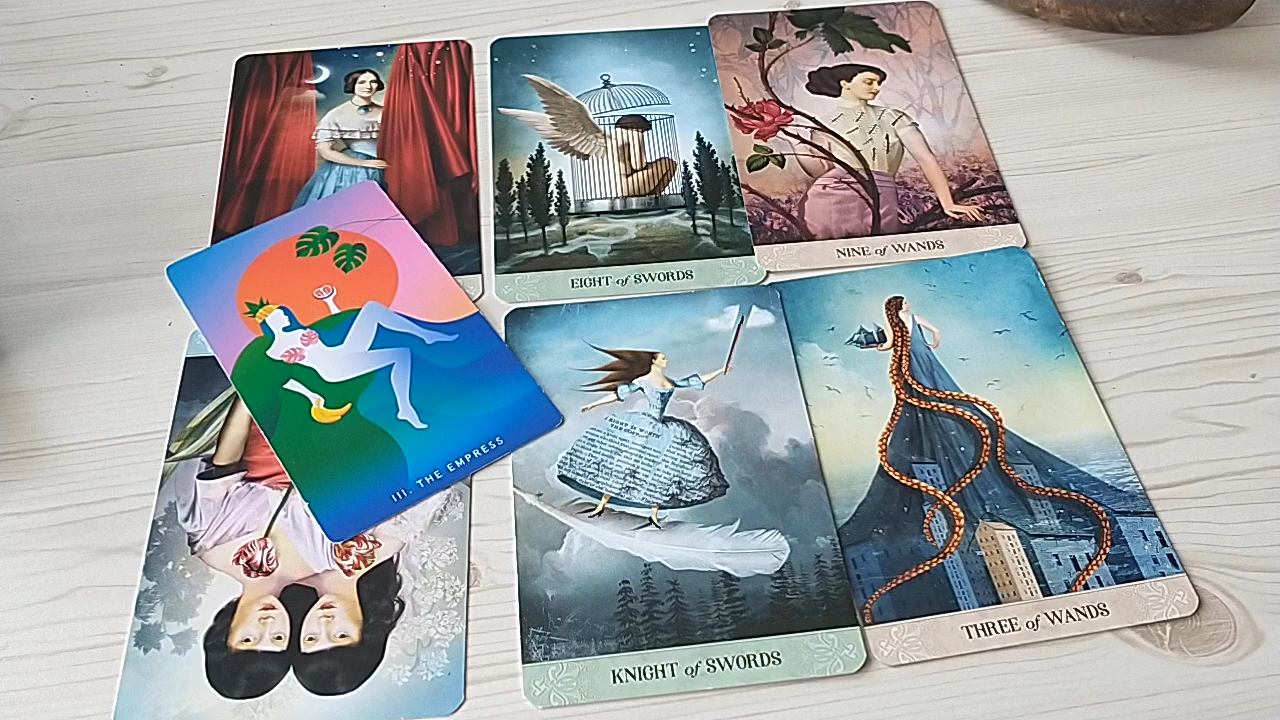 EIGHT of SWORDS
NINE of WANDS
III. THE EMPRESS
KNIGHT of SWORDS
THREE of WANDS